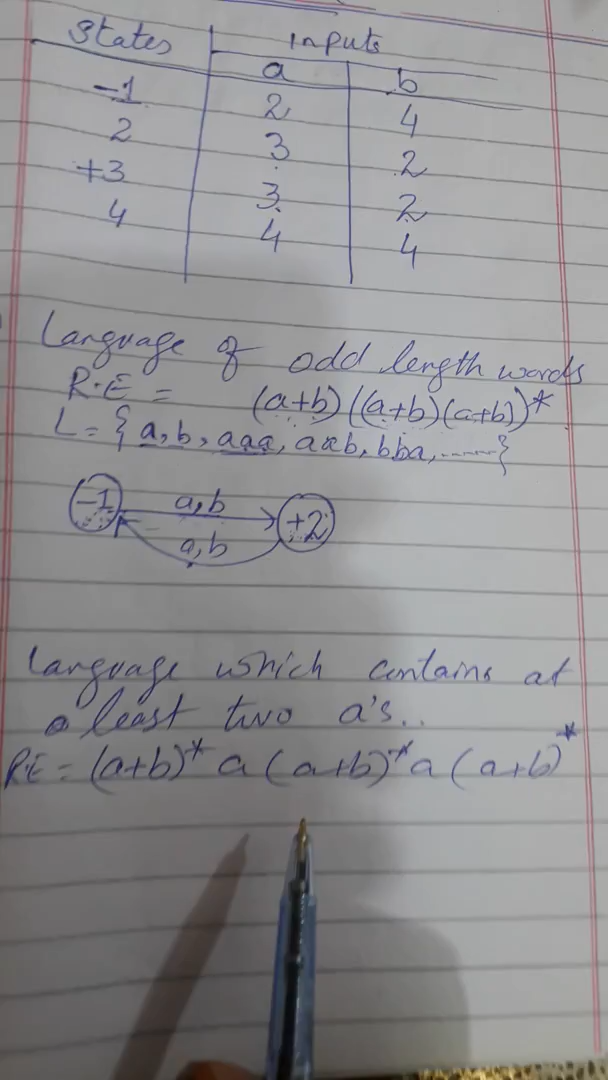 States Inputs
a b
-1 2 4
2 3 2
+3 3 2
4 4 4
Language of odd length words
R.E = (a+b)((a+b)(a+b))*
L = {a, b, aaa, aab, bba, ......}
-1 a,b +2
a,b
Language which contains at
least two a's..
R.E = (a+b)* a (a+b)* a (a+b)*